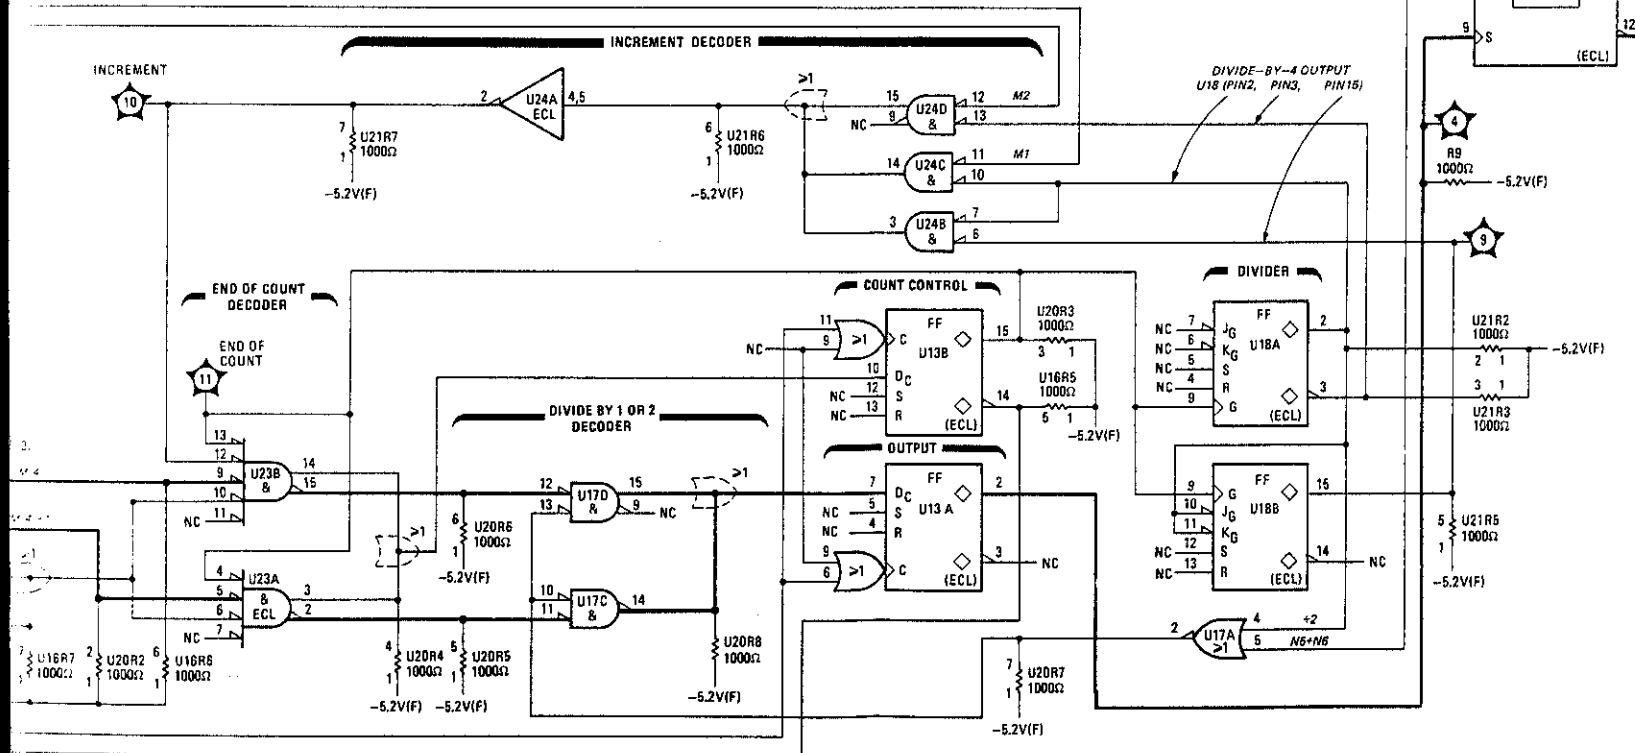 INCREMENT DECODER
INCREMENT
10
2
U24A
ECL
4,5
≥1
15
9
NC
U24D
&
12
M2
13
DIVIDE-BY-4 OUTPUT
U18 (PIN2, PIN3, PIN15)
9
S
(ECL)
12
4
R9
1000Ω
-5.2V(F)
7
1
U21R7
1000Ω
-5.2V(F)
6
1
U21R6
1000Ω
-5.2V(F)
14
U24C
&
11
M1
10
3
U24B
&
7
6
9
END OF COUNT
DECODER
END OF
COUNT
11
COUNT CONTROL
11
9
NC
≥1
FF
C
U13B
15
10
DC
12
NC
S
13
NC
R
14
(ECL)
U20R3
1000Ω
3 1
U16R5
1000Ω
5 1
-5.2V(F)
DIVIDER
FF
NC 7 JG
NC 6 KG
NC 5 S
NC 4 R
9 G
U18A
2
3
(ECL)
U21R2
1000Ω
2 1
-5.2V(F)
3 1
U21R3
1000Ω
DIVIDE BY 1 OR 2
DECODER
13
12
9
10
NC 11
U23B
&
14
15
M4
≥1
12
13
U17D
&
15
9
NC
≥1
6
1
U20R6
1000Ω
-5.2V(F)
OUTPUT
FF
7 DC
NC 5 S
NC 4 R
U13A
2
3
NC
9
6
≥1
C
(ECL)
FF
9 G
10 JG
11 KG
NC 12 S
NC 13 R
U18B
15
14
NC
(ECL)
5
1
U21R5
1000Ω
-5.2V(F)
≥1
4
5
6
NC 7
U23A
&
ECL
3
2
10
11
U17C
&
14
7
1
U16R7
1000Ω
2
1
U20R2
1000Ω
6
1
U16R6
1000Ω
4
1
U20R4
1000Ω
-5.2V(F)
5
1
U20R5
1000Ω
-5.2V(F)
U20R8
1000Ω
-5.2V(F)
2
U17A
≥1
4
÷2
5
N6+N6
7
1
U20R7
1000Ω
-5.2V(F)